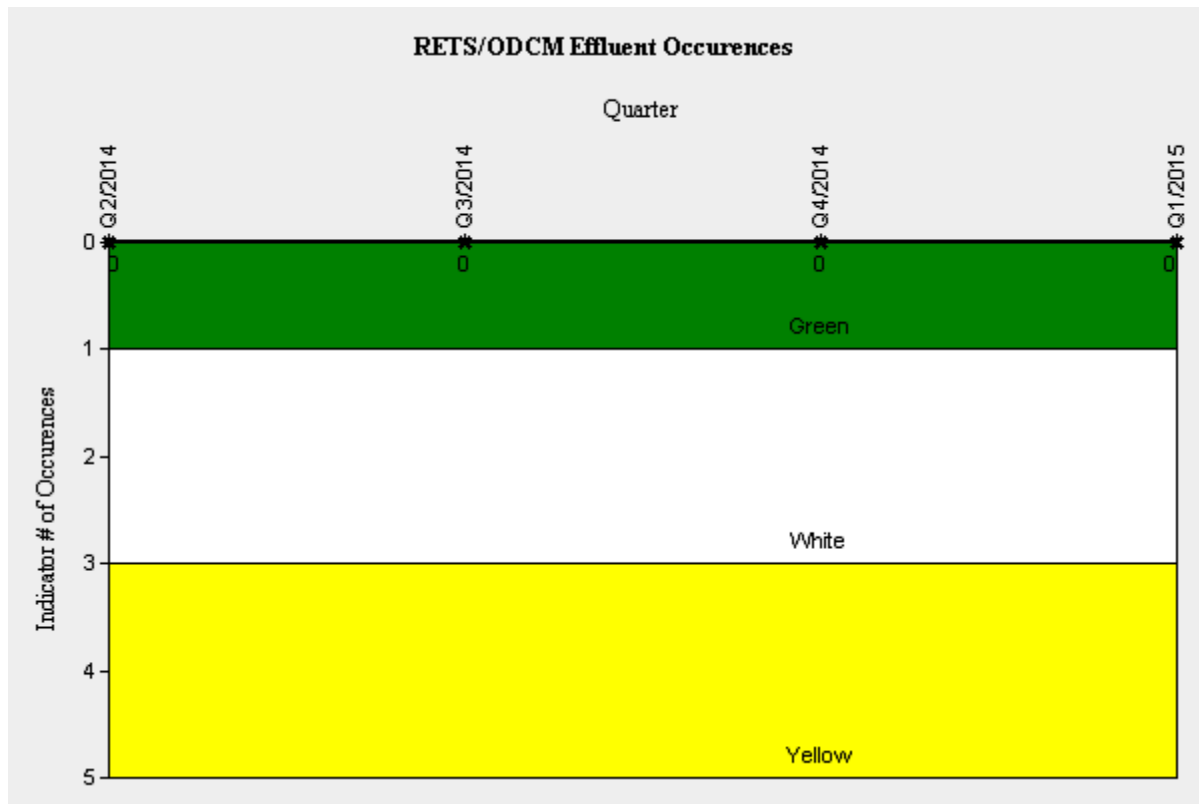 RETS/ODCM Effluent Occurences
Quarter
Q2/2014
Q3/2014
Q4/2014
Q1/2015
0
0
0
0
0
Green
1
2
Indicator # of Occurences
White
3
4
Yellow
5